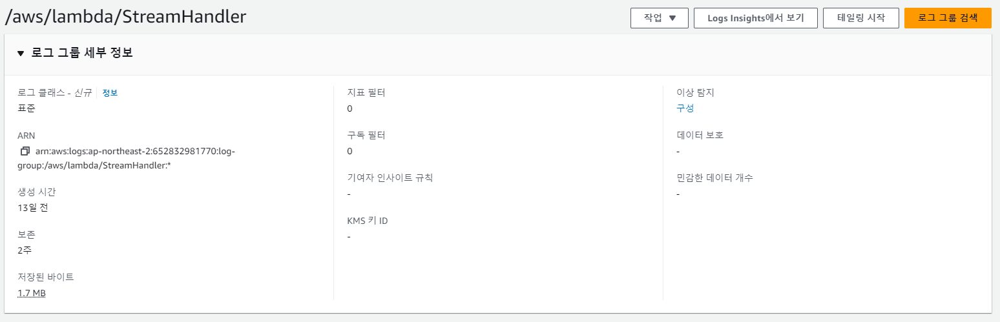 /aws/lambda/StreamHandler
작업 ▼
Logs Insights에서 보기
테일링 시작
로그 그룹 검색
▼ 로그 그룹 세부 정보
로그 클래스 - 신규 정보
표준
ARN
arn:aws:logs:ap-northeast-2:652832981770:log-
group:/aws/lambda/StreamHandler:*
생성 시간
13일 전
보존
2주
저장된 바이트
1.7 MB
지표 필터
0
구독 필터
0
기여자 인사이트 규칙
-
KMS 키 ID
-
이상 탐지
구성
데이터 보호
-
민감한 데이터 개수
-